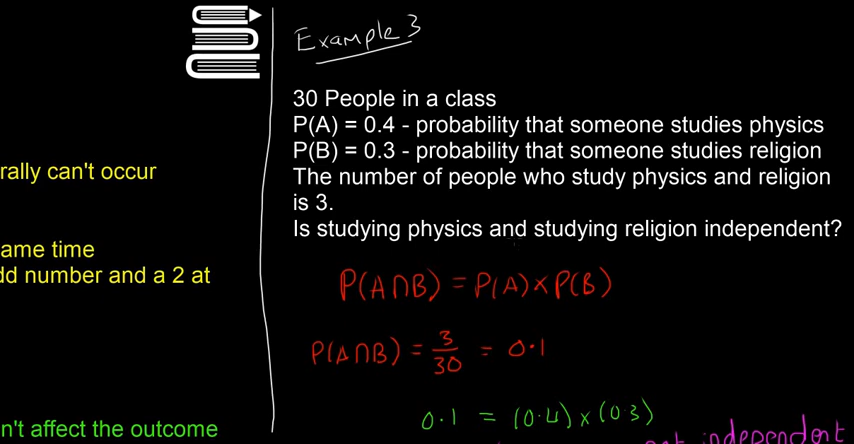 Example 3
30 People in a class
P(A) = 0.4 - probability that someone studies physics
P(B) = 0.3 - probability that someone studies religion
The number of people who study physics and religion
is 3.
Is studying physics and studying religion independent?
P(A∩B) = P(A) x P(B)
P(A∩B) = 3/30 = 0.1
0.1 = (0.4) x (0.3)
independent
rally can't occur
ame time
dd number and a 2 at
n't affect the outcome